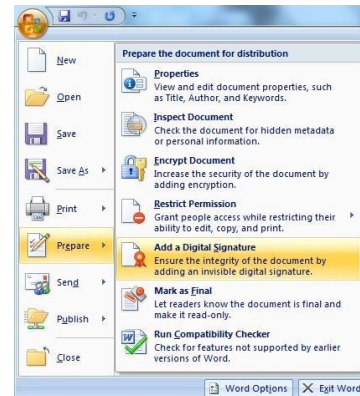 New
Open
Save
Save As
Print
Prepare
Send
Publish
Close
Prepare the document for distribution
Properties
View and edit document properties, such
as Title, Author, and Keywords.
Inspect Document
Check the document for hidden metadata
or personal information.
Encrypt Document
Increase the security of the document by
adding encryption.
Restrict Permission
Grant people access while restricting their
ability to edit, copy, and print.
Add a Digital Signature
Ensure the integrity of the document by
adding an invisible digital signature.
Mark as Final
Let readers know the document is final and
make it read-only.
Run Compatibility Checker
Check for features not supported by earlier
versions of Word.
Word Options
Exit Word